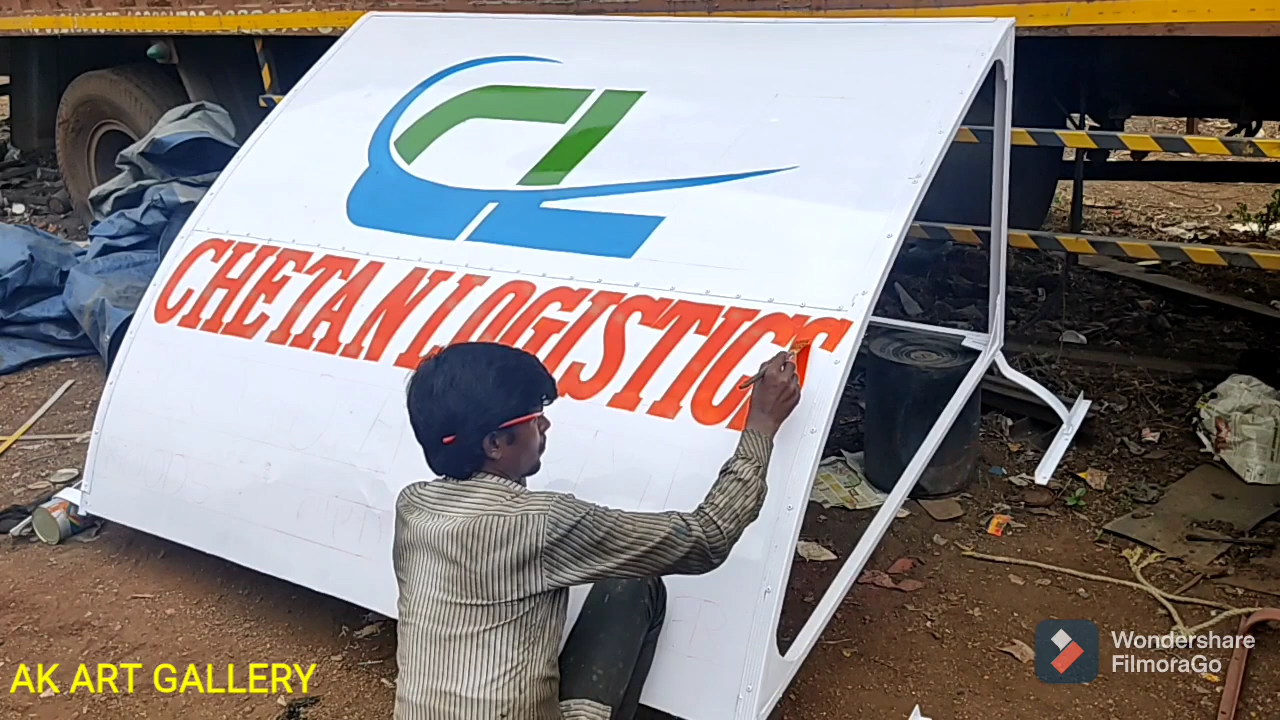 CL
CHETAN LOGISTICS
AK ART GALLERY
Wondershare
FilmoraGo